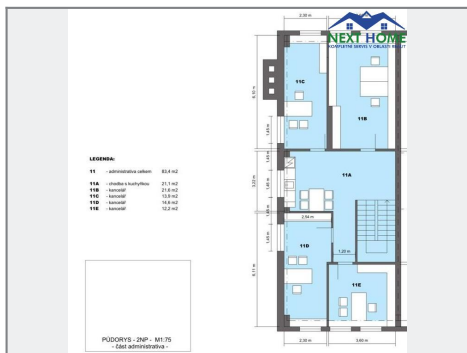 NEXT HOME
KOMPLETNÍ SERVIS V OBLASTI REALIT
2,30 m
11C
11B
LEGENDA:
11 - administrativa celkem 83,4 m2
11A - chodba s kuchyňkou 21,1 m2
11B - kancelář 21,6 m2
11C - kancelář 13,9 m2
11D - kancelář 14,6 m2
11E - kancelář 12,2 m2
11A
2,64 m
11D
1,20 m
11E
2,30 m
3,60 m
PŮDORYS - 2NP - M1:75
- část administrativa -